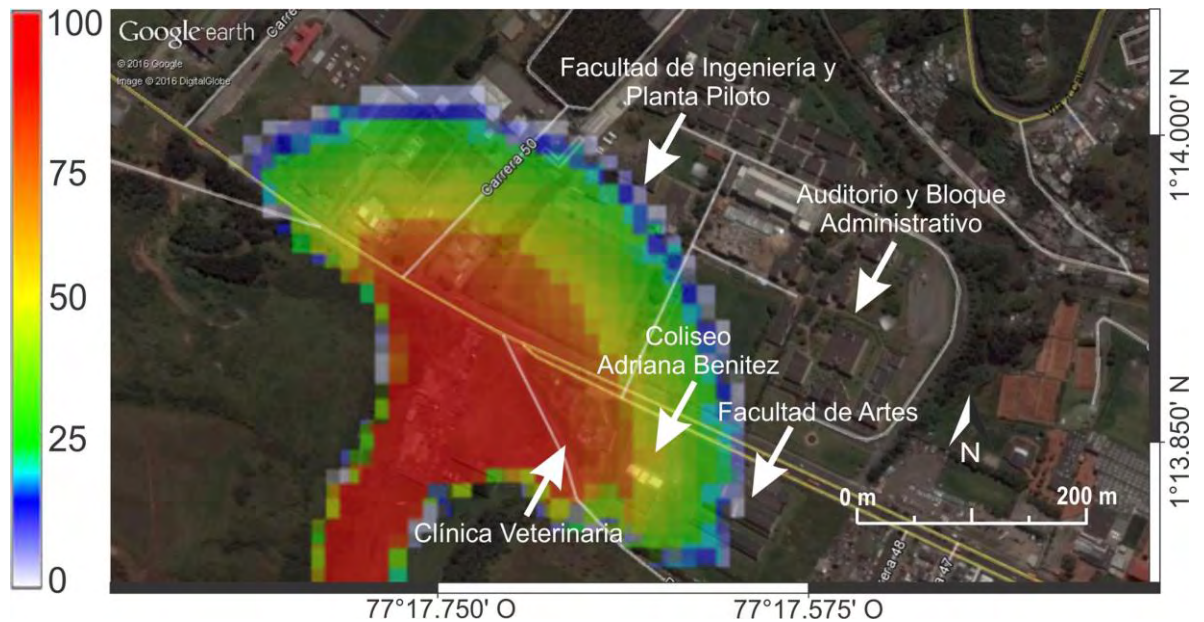 100
75
50
25
0
Google earth
© 2016 Google
Image © 2016 DigitalGlobe
Carrera 50
Facultad de Ingeniería y
Planta Piloto
Auditorio y Bloque
Administrativo
Coliseo
Adriana Benitez
Facultad de Artes
Clínica Veterinaria
N
0 m
200 m
77°17.750' O
77°17.575' O
1°14.000' N
1°13.850' N